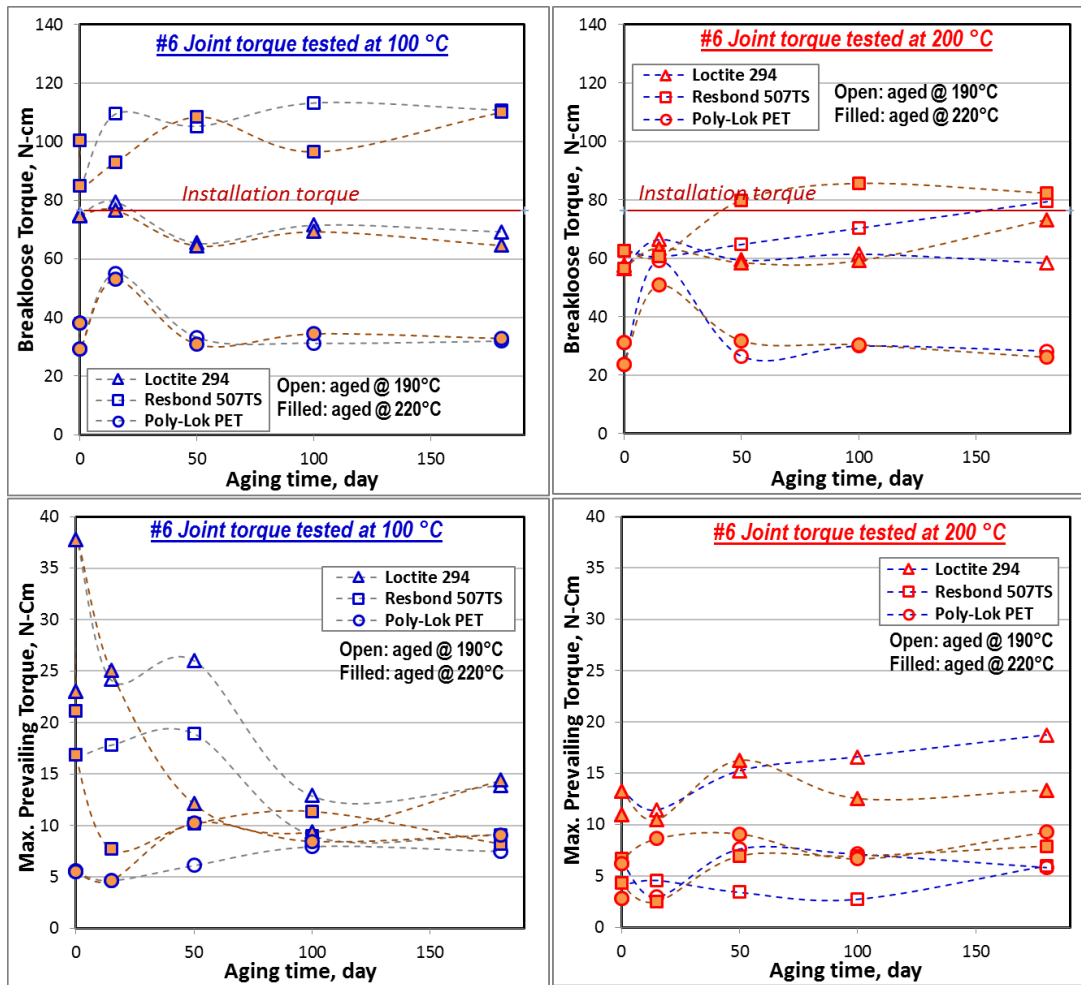 #6 Joint torque tested at 100 °C
Breakloose Torque, N-cm
140
120
100
80
60
40
20
0
Installation torque
Loctite 294
Resbond 507TS
Poly-Lok PET
Open: aged @ 190°C
Filled: aged @ 220°C
0 50 100 150
Aging time, day
#6 Joint torque tested at 200 °C
Breakloose Torque, N-cm
140
120
100
80
60
40
20
0
Loctite 294
Resbond 507TS
Poly-Lok PET
Open: aged @ 190°C
Filled: aged @ 220°C
Installation torque
0 50 100 150
Aging time, day
#6 Joint torque tested at 100 °C
Max. Prevailing Torque, N-Cm
40
35
30
25
20
15
10
5
0
Loctite 294
Resbond 507TS
Poly-Lok PET
Open: aged @ 190°C
Filled: aged @ 220°C
0 50 100 150
Aging time, day
#6 Joint torque tested at 200 °C
Max. Prevailing Torque, N-Cm
40
35
30
25
20
15
10
5
0
Loctite 294
Resbond 507TS
Poly-Lok PET
Open: aged @ 190°C
Filled: aged @ 220°C
0 50 100 150
Aging time, day